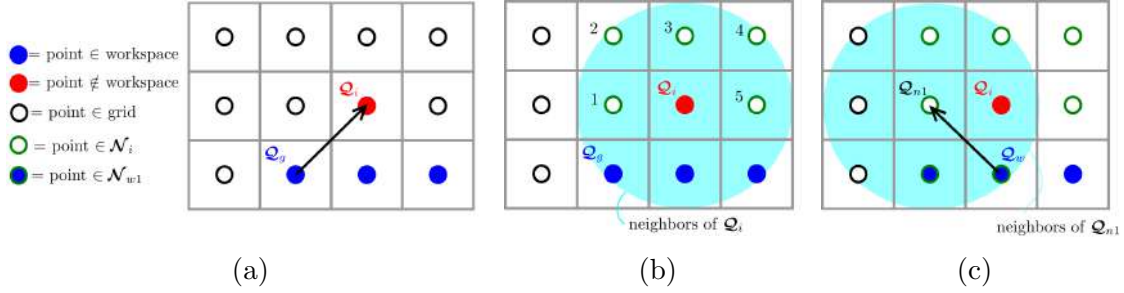 = point ∈ workspace
= point ∉ workspace
= point ∈ grid
= point ∈ 𝒩i
= point ∈ 𝒩w1
𝒬i
𝒬g
(a)
2 3 4
1 𝒬i 5
𝒬g
neighbors of 𝒬i
(b)
𝒬n1 𝒬i
𝒬w
neighbors of 𝒬n1
(c)